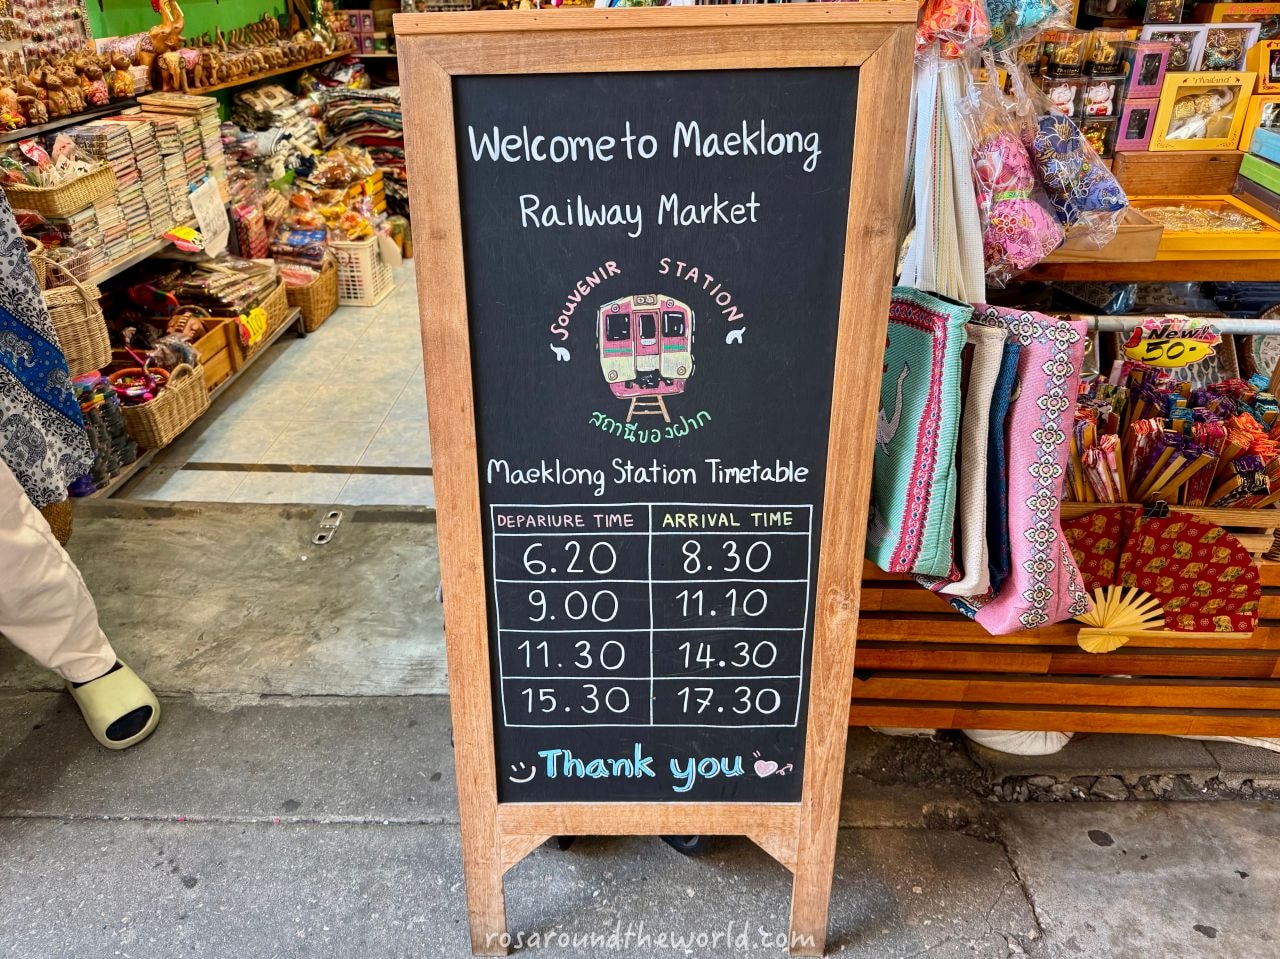 Welcome to Maeklong
Railway Market
SOUVENIR STATION
สถานีของฝาก
Maeklong Station Timetable
DEPARIURE TIME ARRIVAL TIME
6.20 8.30
9.00 11.10
11.30 14.30
15.30 17.30
Thank you
New!!
50.-
Thailand
rosaroundtheworld.com